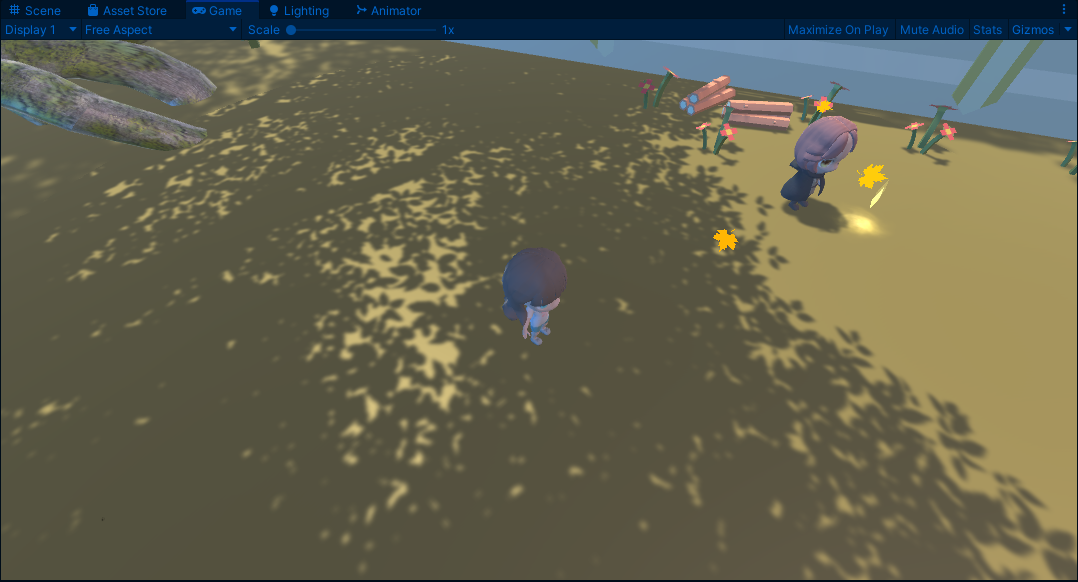 Scene Asset Store Game Lighting Animator
Display 1 Free Aspect Scale 1x Maximize On Play Mute Audio Stats Gizmos